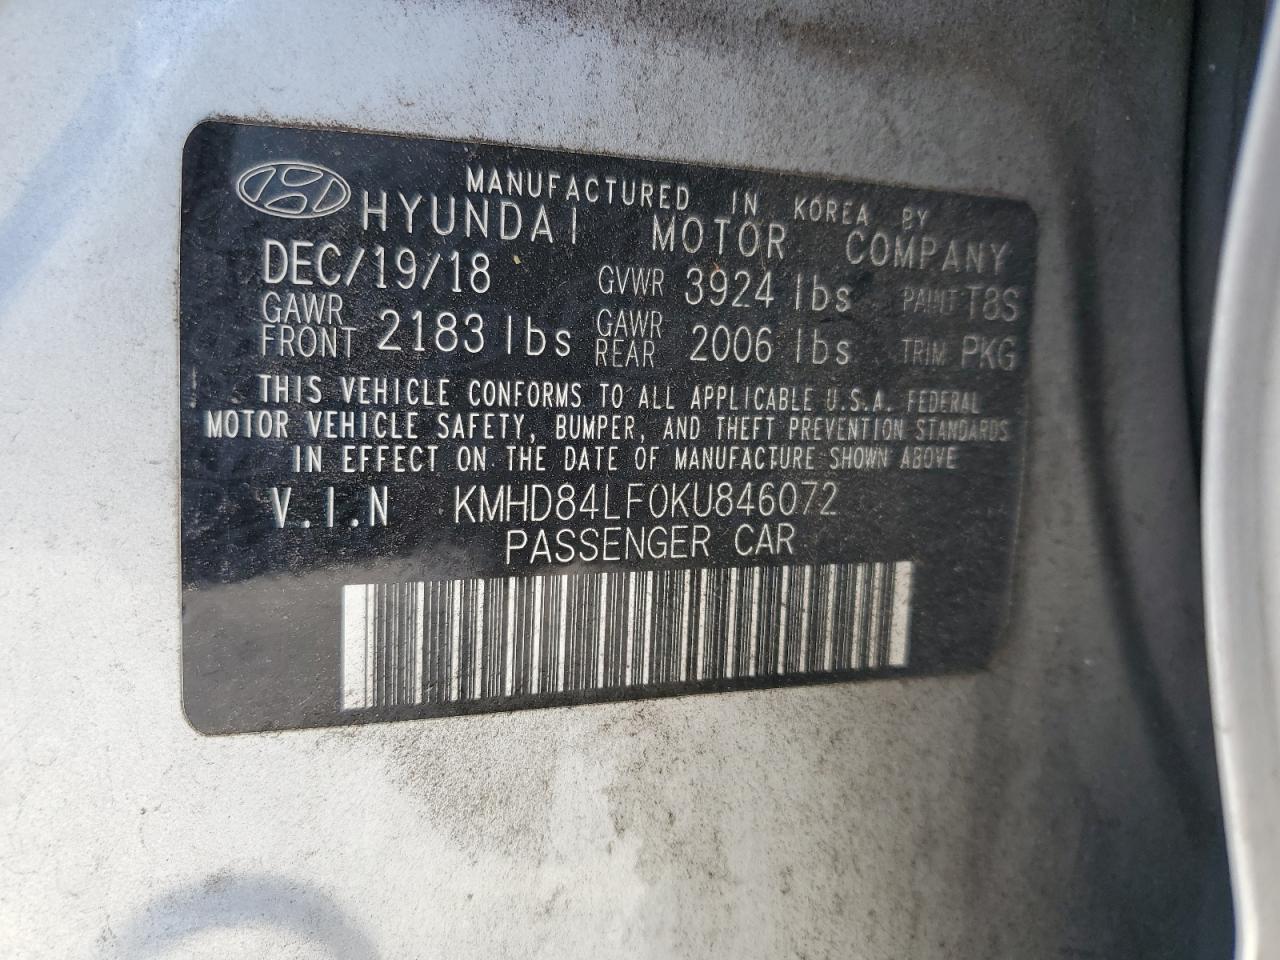 MANUFACTURED IN KOREA BY
HYUNDAI MOTOR COMPANY
DEC/19/18 GVWR 3924 lbs PAINT T8S
GAWR FRONT 2183 lbs GAWR REAR 2006 lbs TRIM PKG
THIS VEHICLE CONFORMS TO ALL APPLICABLE U.S.A. FEDERAL
MOTOR VEHICLE SAFETY, BUMPER, AND THEFT PREVENTION STANDARDS
IN EFFECT ON THE DATE OF MANUFACTURE SHOWN ABOVE
V.I.N KMHD84LF0KU846072
PASSENGER CAR